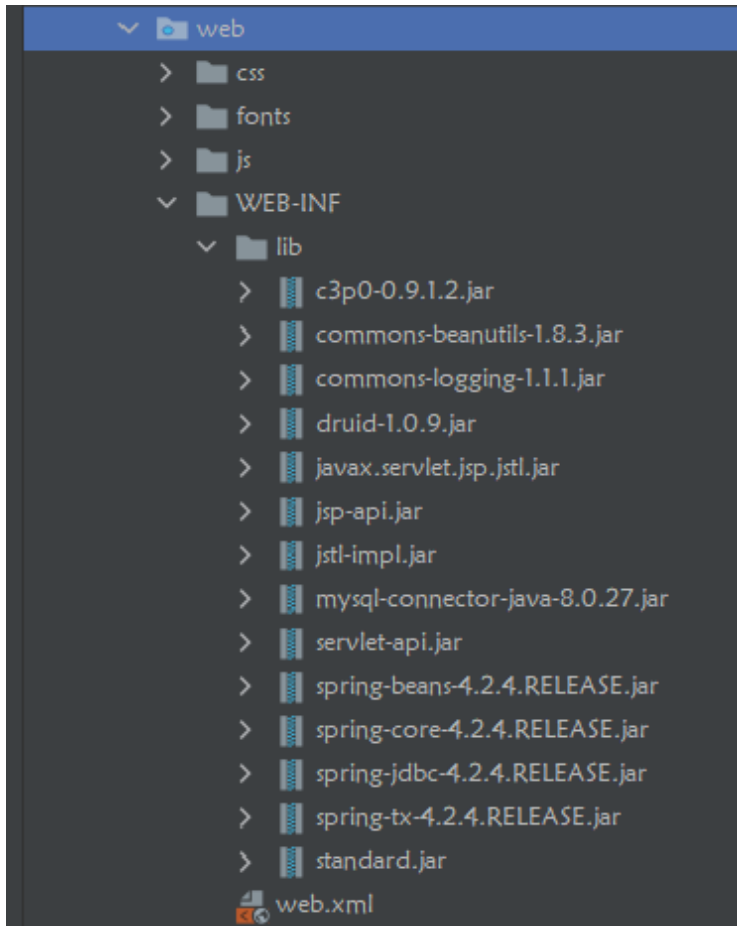 web
css
fonts
js
WEB-INF
lib
c3p0-0.9.1.2.jar
commons-beanutils-1.8.3.jar
commons-logging-1.1.1.jar
druid-1.0.9.jar
javax.servlet.jsp.jstl.jar
jsp-api.jar
jstl-impl.jar
mysql-connector-java-8.0.27.jar
servlet-api.jar
spring-beans-4.2.4.RELEASE.jar
spring-core-4.2.4.RELEASE.jar
spring-jdbc-4.2.4.RELEASE.jar
spring-tx-4.2.4.RELEASE.jar
standard.jar
web.xml